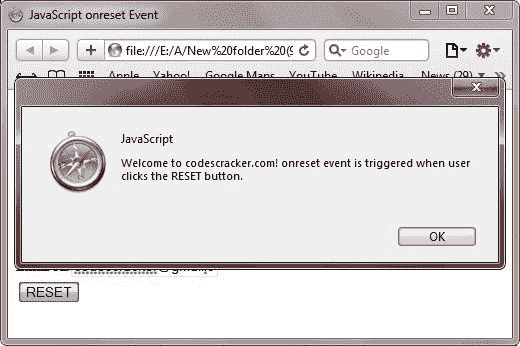 JavaScript onreset Event
file:///E:/A/New%20folder%20(9
Google
Apple Yahoo! Google Maps YouTube Wikipedia News (29)
JavaScript
Welcome to codescracker.com! onreset event is triggered when user
clicks the RESET button.
OK
RESET